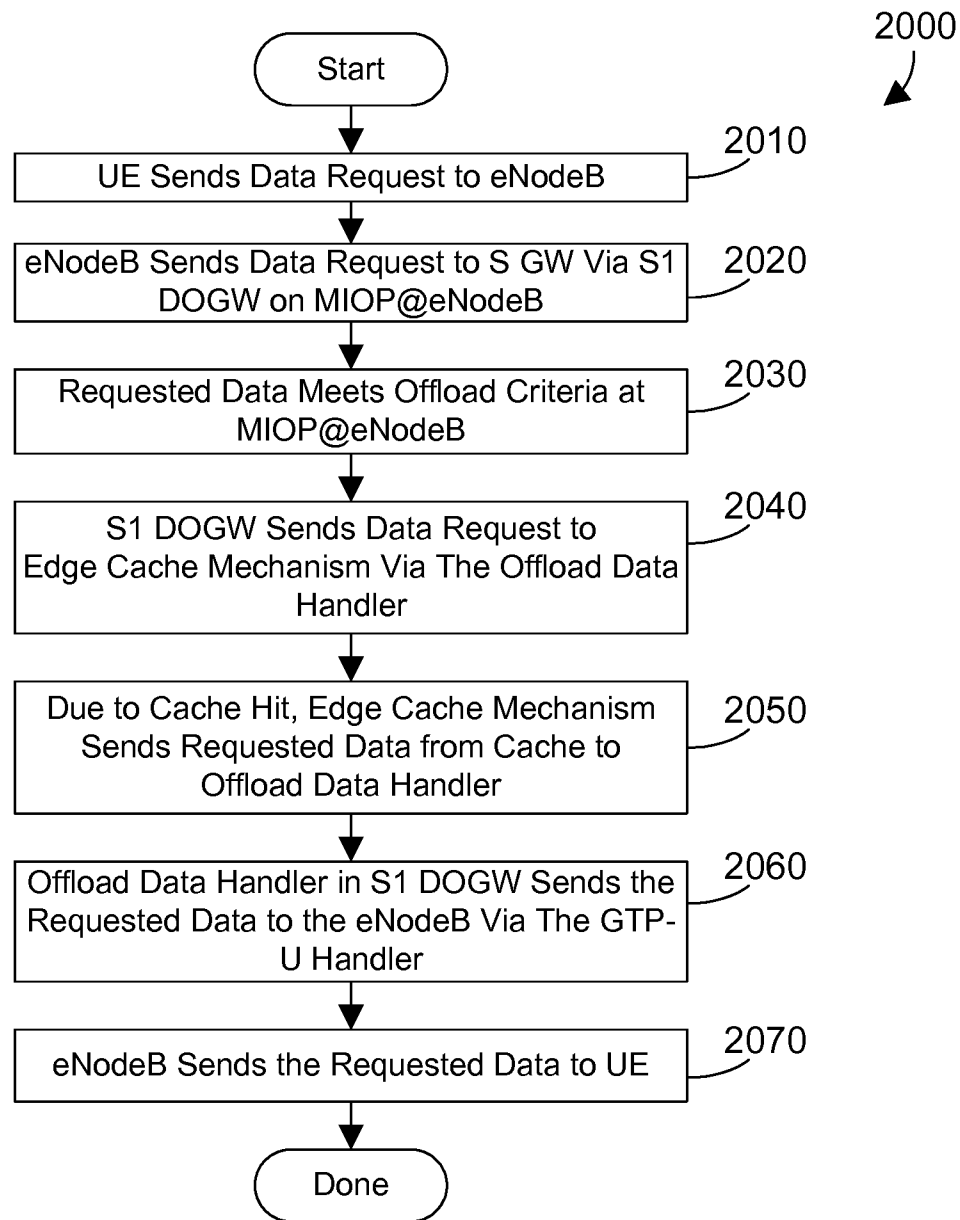 2000
Start
2010
UE Sends Data Request to eNodeB
2020
eNodeB Sends Data Request to S GW Via S1
DOGW on MIOP@eNodeB
2030
Requested Data Meets Offload Criteria at
MIOP@eNodeB
2040
S1 DOGW Sends Data Request to
Edge Cache Mechanism Via The Offload Data
Handler
2050
Due to Cache Hit, Edge Cache Mechanism
Sends Requested Data from Cache to
Offload Data Handler
2060
Offload Data Handler in S1 DOGW Sends the
Requested Data to the eNodeB Via The GTP-
U Handler
2070
eNodeB Sends the Requested Data to UE
Done